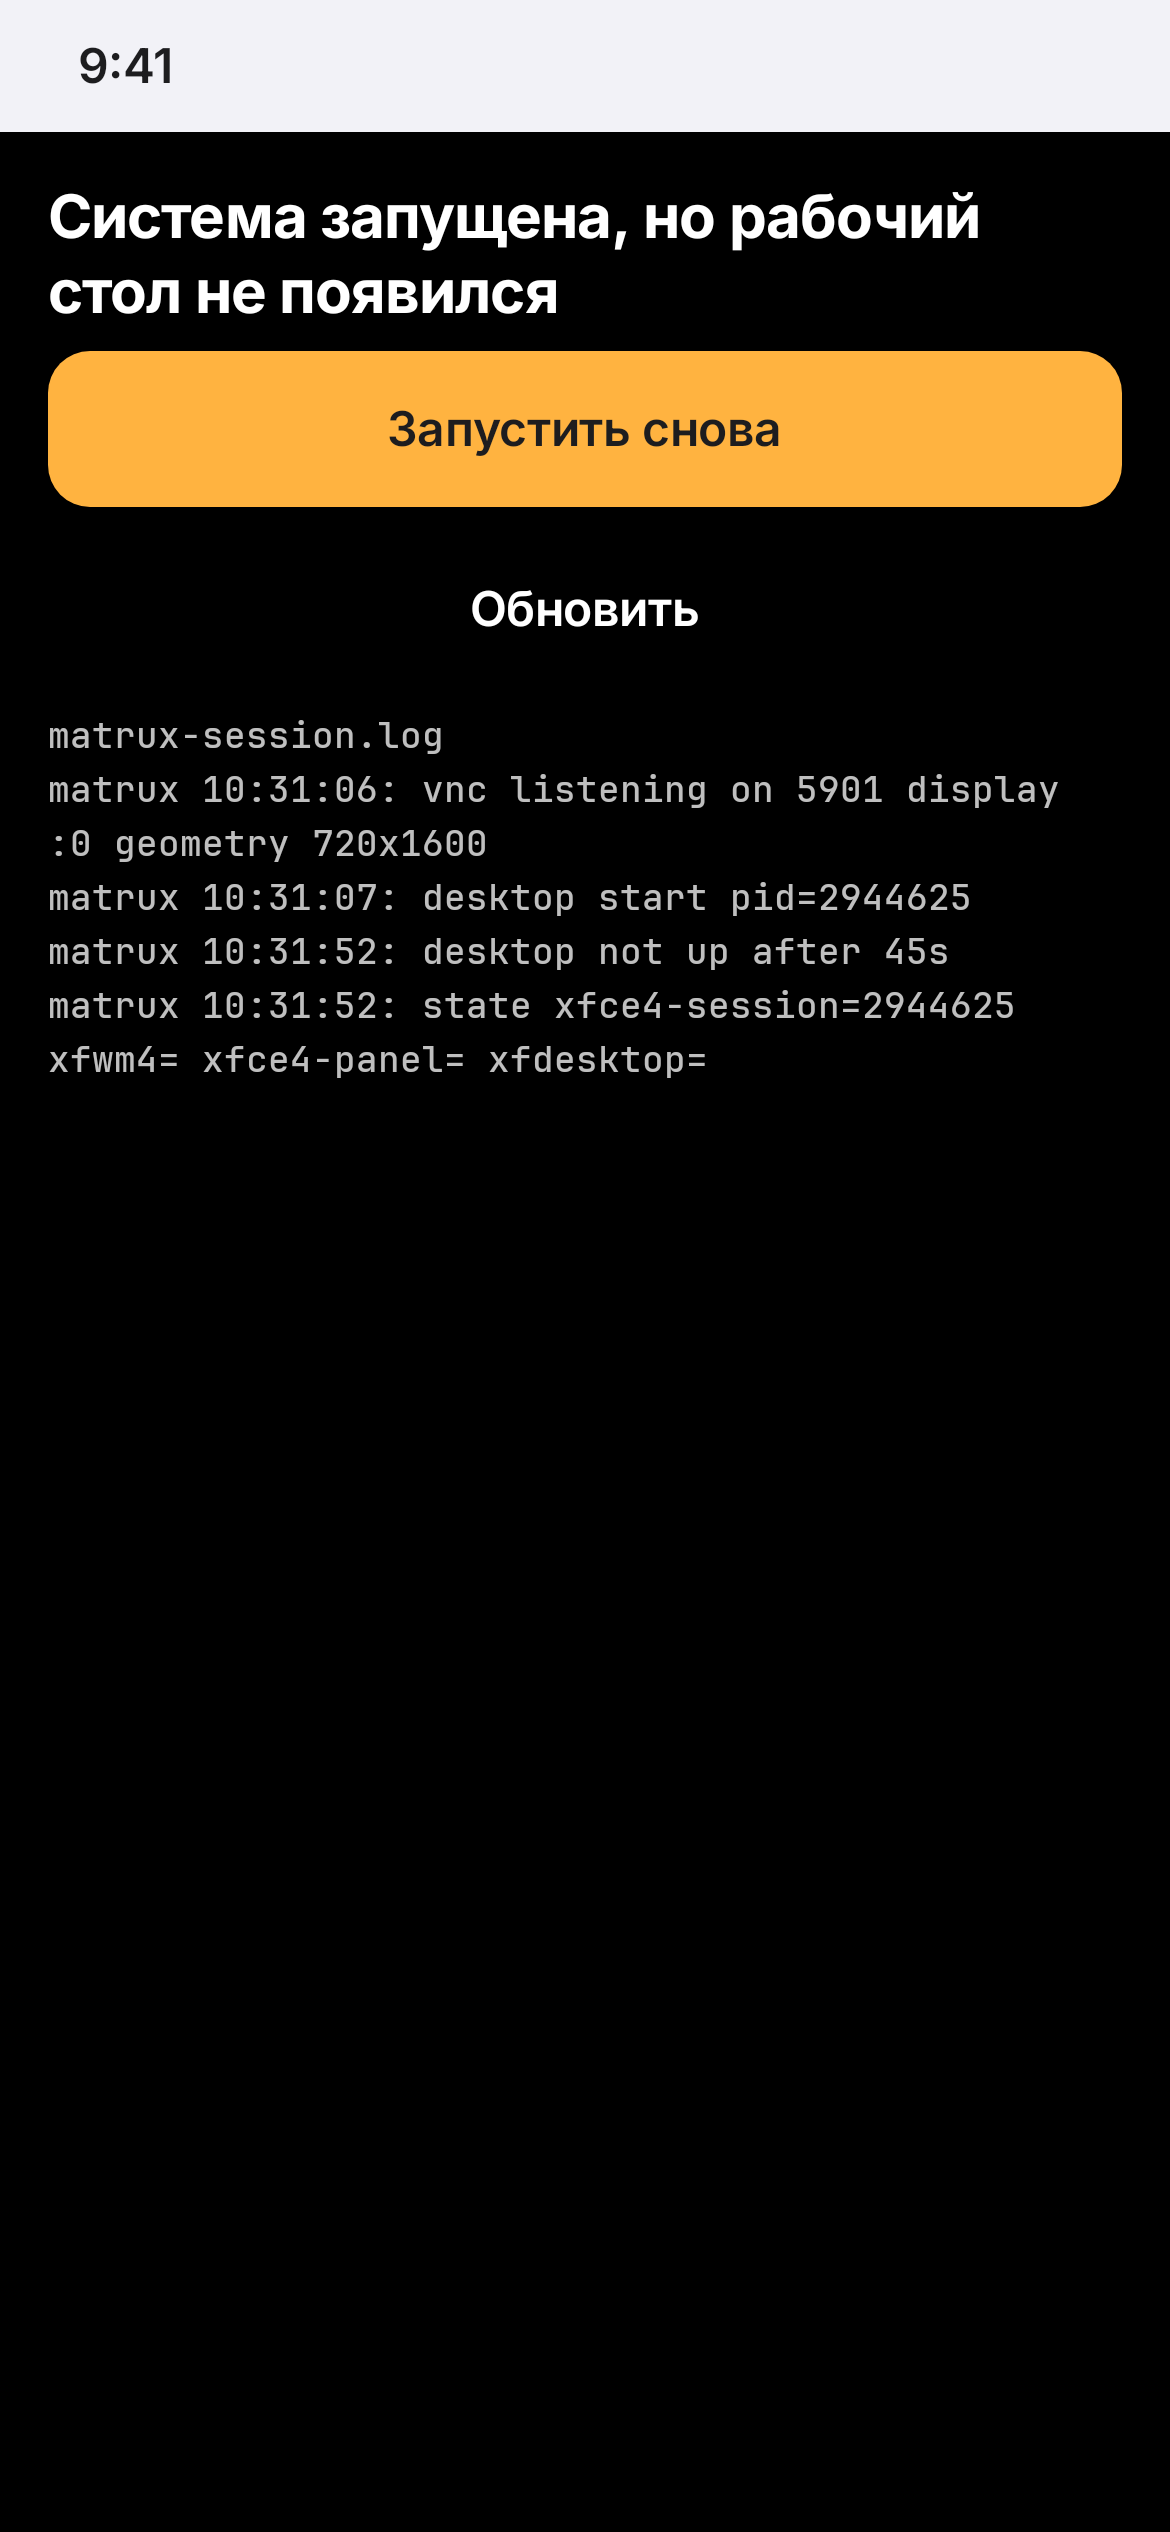 9:41
Система запущена, но рабочий
стол не появился
Запустить снова
Обновить
matrux-session.log
matrux 10:31:06: vnc listening on 5901 display
:0 geometry 720x1600
matrux 10:31:07: desktop start pid=2944625
matrux 10:31:52: desktop not up after 45s
matrux 10:31:52: state xfce4-session=2944625
xfwm4= xfce4-panel= xfdesktop=